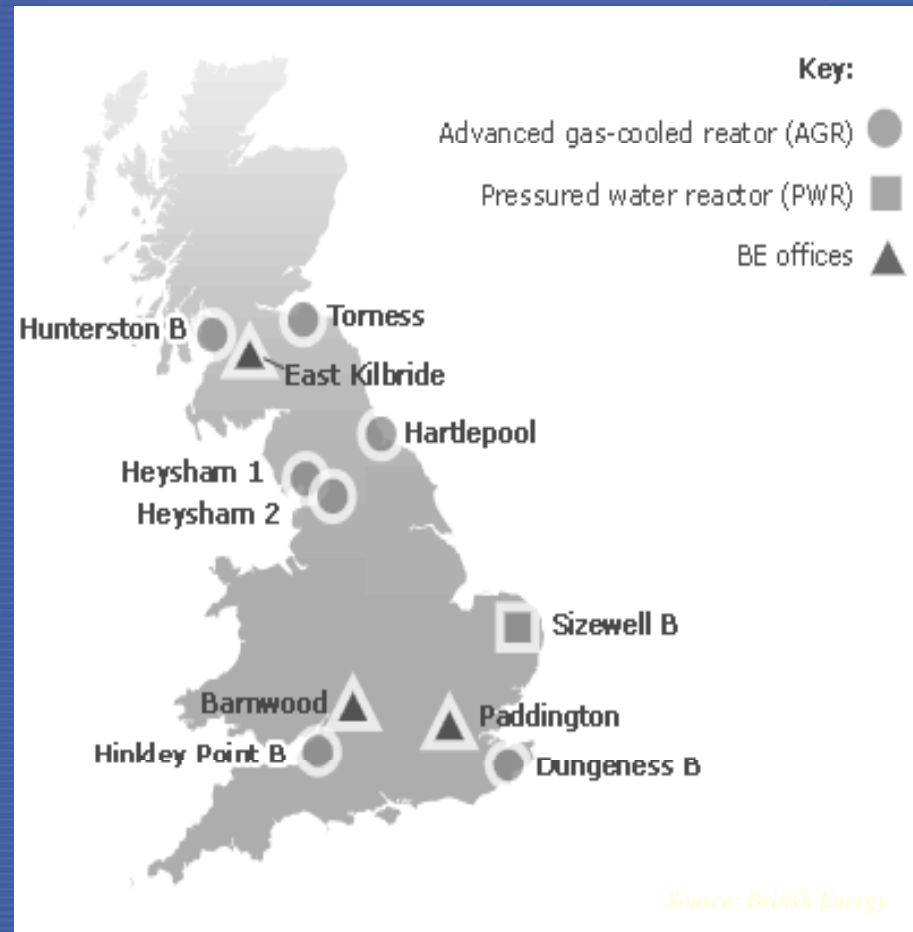 Key:
Advanced gas-cooled reator (AGR)
Pressured water reactor (PWR)
BE offices
Torness
Hunterston B
East Kilbride
Hartlepool
Heysham 1
Heysham 2
Sizewell B
Barnwood
Paddington
Hinkley Point B
Dungeness B
Source: British Energy